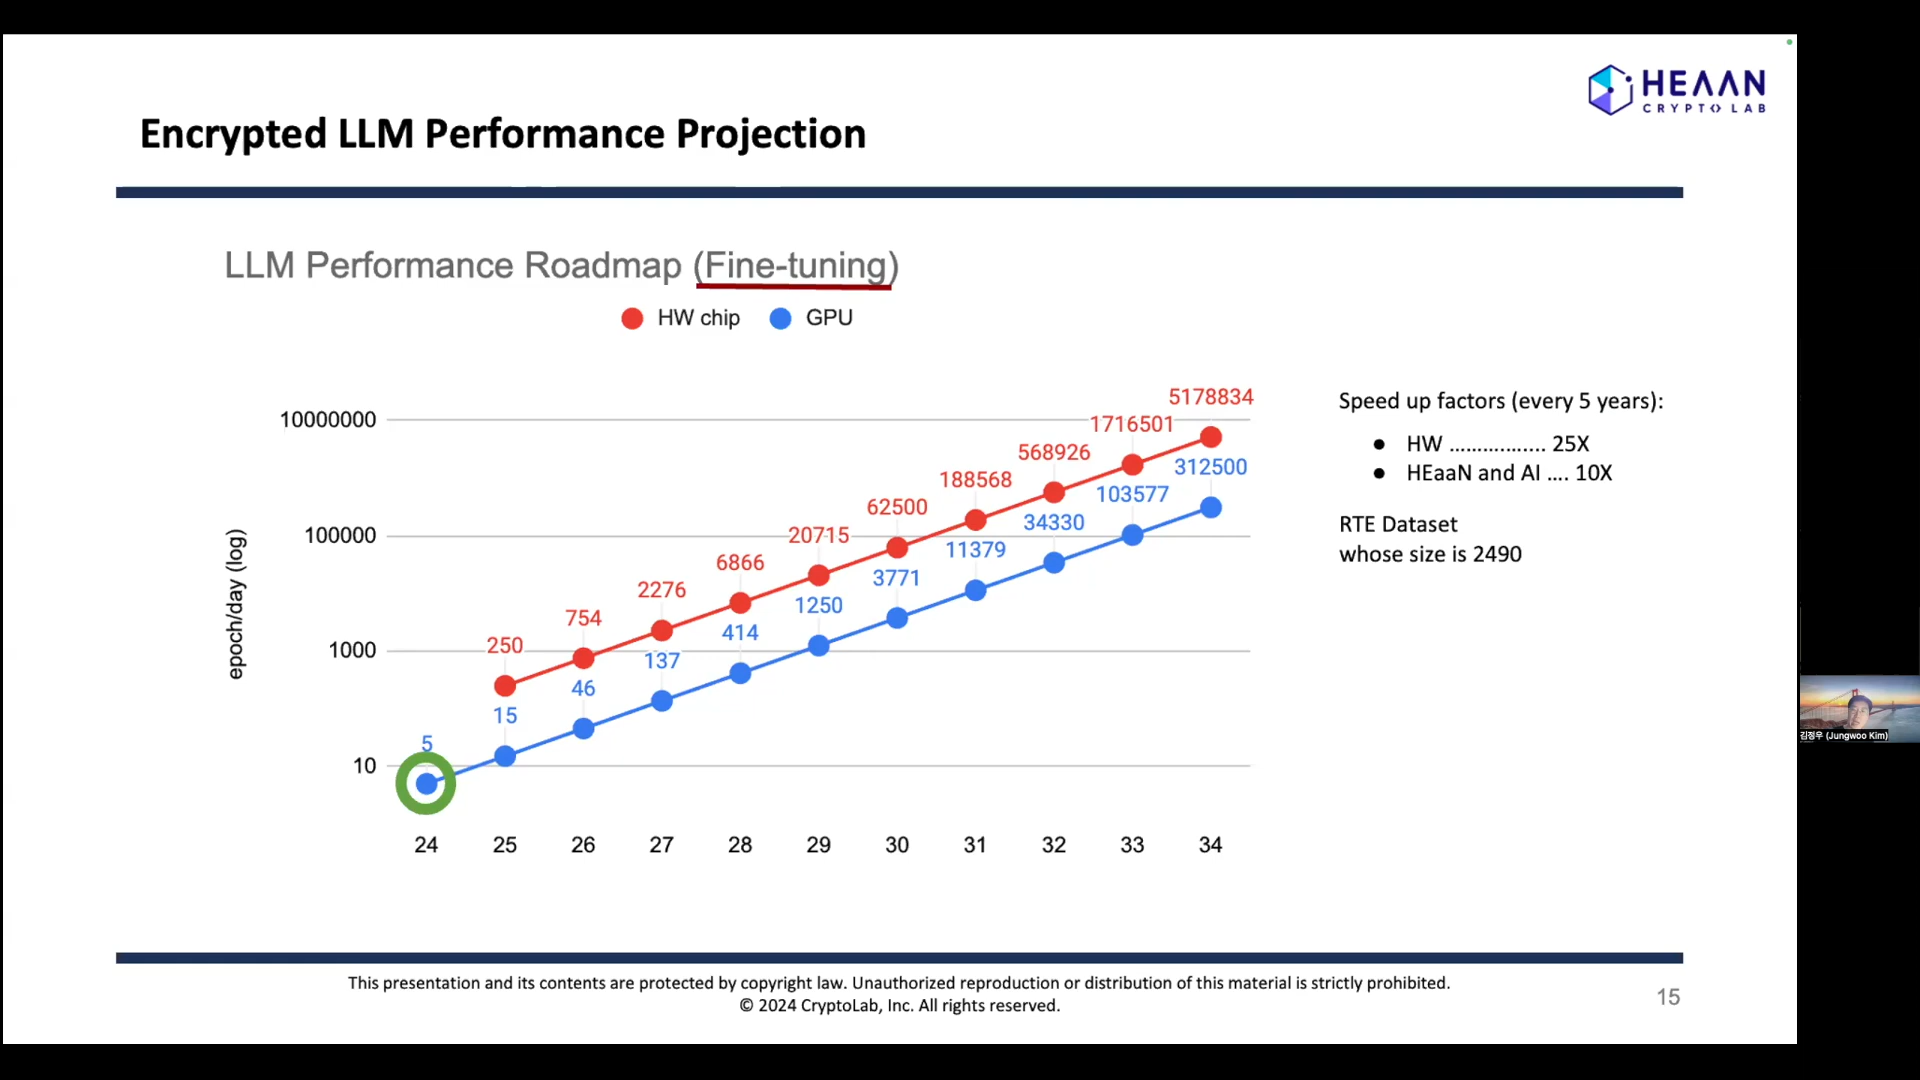 HEAAN
CRYPTO LAB
Encrypted LLM Performance Projection
LLM Performance Roadmap (Fine-tuning)
HW chip
GPU
epoch/day (log)
10000000
100000
1000
10
250
754
2276
6866
20715
62500
188568
568926
1716501
5178834
5
15
46
137
414
1250
3771
11379
34330
103577
312500
24
25
26
27
28
29
30
31
32
33
34
Speed up factors (every 5 years):
● HW ................ 25X
● HEaaN and AI .... 10X
RTE Dataset
whose size is 2490
김정우 (Jungwoo Kim)
This presentation and its contents are protected by copyright law. Unauthorized reproduction or distribution of this material is strictly prohibited.
© 2024 CryptoLab, Inc. All rights reserved.
15